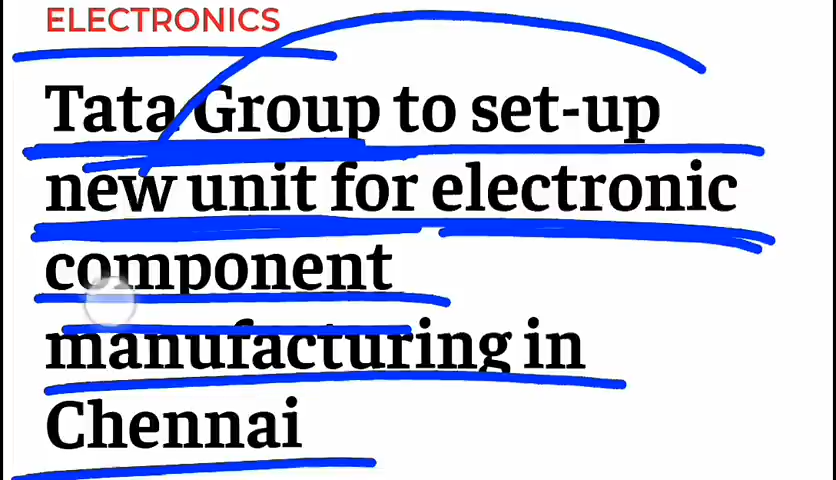 ELECTRONICS
Tata Group to set-up
new unit for electronic
component
manufacturing in
Chennai